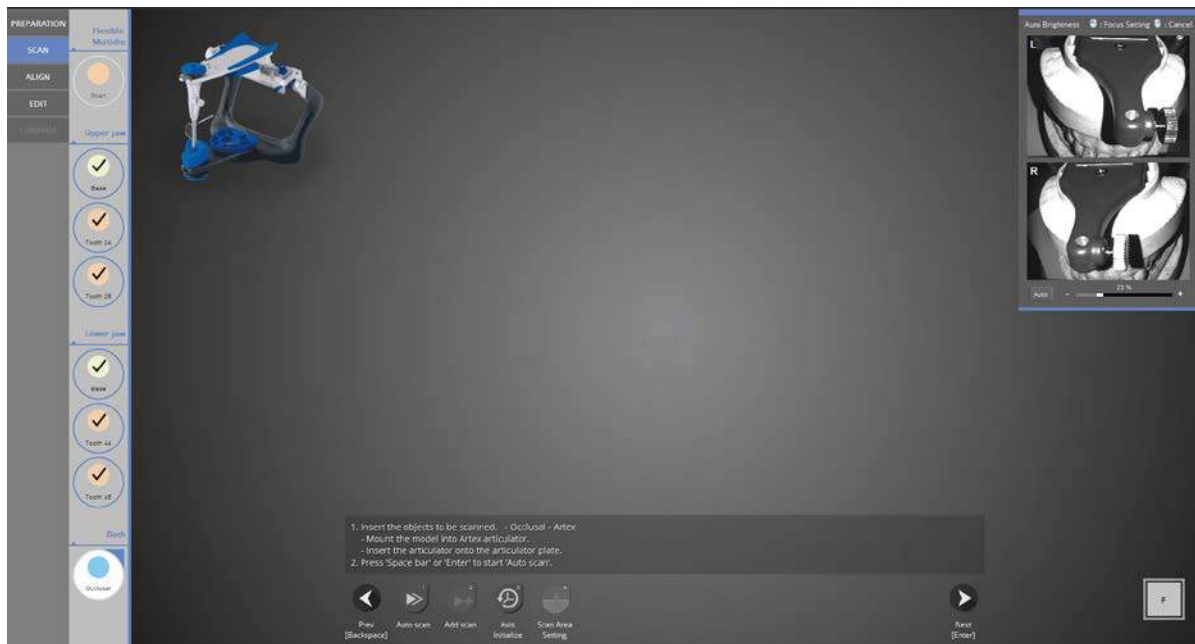 PREPARATION
SCAN
ALIGN
EDIT
Flexible
Scan
Upper jaw
Base
Tooth 14
Tooth 18
Lower jaw
Base
Tooth 44
Tooth 48
Both
Occlusal
1. Insert the objects to be scanned. - Occlusal - Artex
- Mount the model into Artex articulator.
- Insert the articulator onto the articulator plate.
2. Press 'Space bar' or 'Enter' to start 'Auto scan'.
Prev
[Backspace]
Auto scan
Add scan
Axis
Initialize
Scan Area
Setting
Next
[Enter]
Auto Brightness : Focus Setting : Cancel
L
R
23 %
Auto - +
F